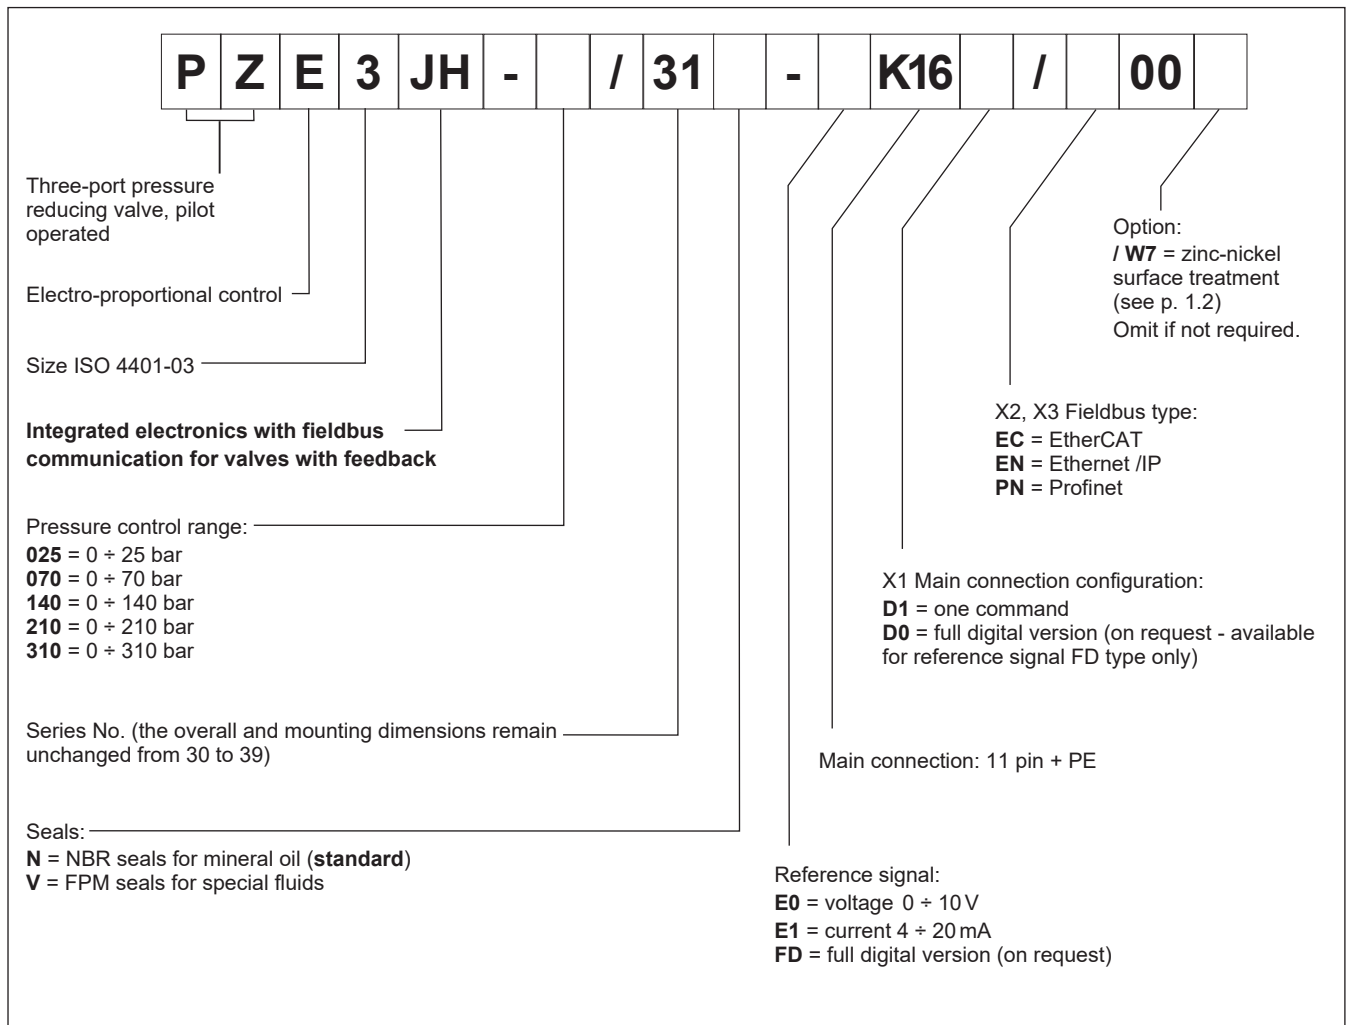 P Z E 3 JH - / 31 - K16 / 00
Three-port pressure
reducing valve, pilot
operated
Electro-proportional control
Size ISO 4401-03
Integrated electronics with fieldbus
communication for valves with feedback
Pressure control range:
025 = 0 ÷ 25 bar
070 = 0 ÷ 70 bar
140 = 0 ÷ 140 bar
210 = 0 ÷ 210 bar
310 = 0 ÷ 310 bar
Series No. (the overall and mounting dimensions remain
unchanged from 30 to 39)
Seals:
N = NBR seals for mineral oil (standard)
V = FPM seals for special fluids
Option:
/ W7 = zinc-nickel
surface treatment
(see p. 1.2)
Omit if not required.
X2, X3 Fieldbus type:
EC = EtherCAT
EN = Ethernet /IP
PN = Profinet
X1 Main connection configuration:
D1 = one command
D0 = full digital version (on request - available
for reference signal FD type only)
Main connection: 11 pin + PE
Reference signal:
E0 = voltage 0 ÷ 10 V
E1 = current 4 ÷ 20 mA
FD = full digital version (on request)